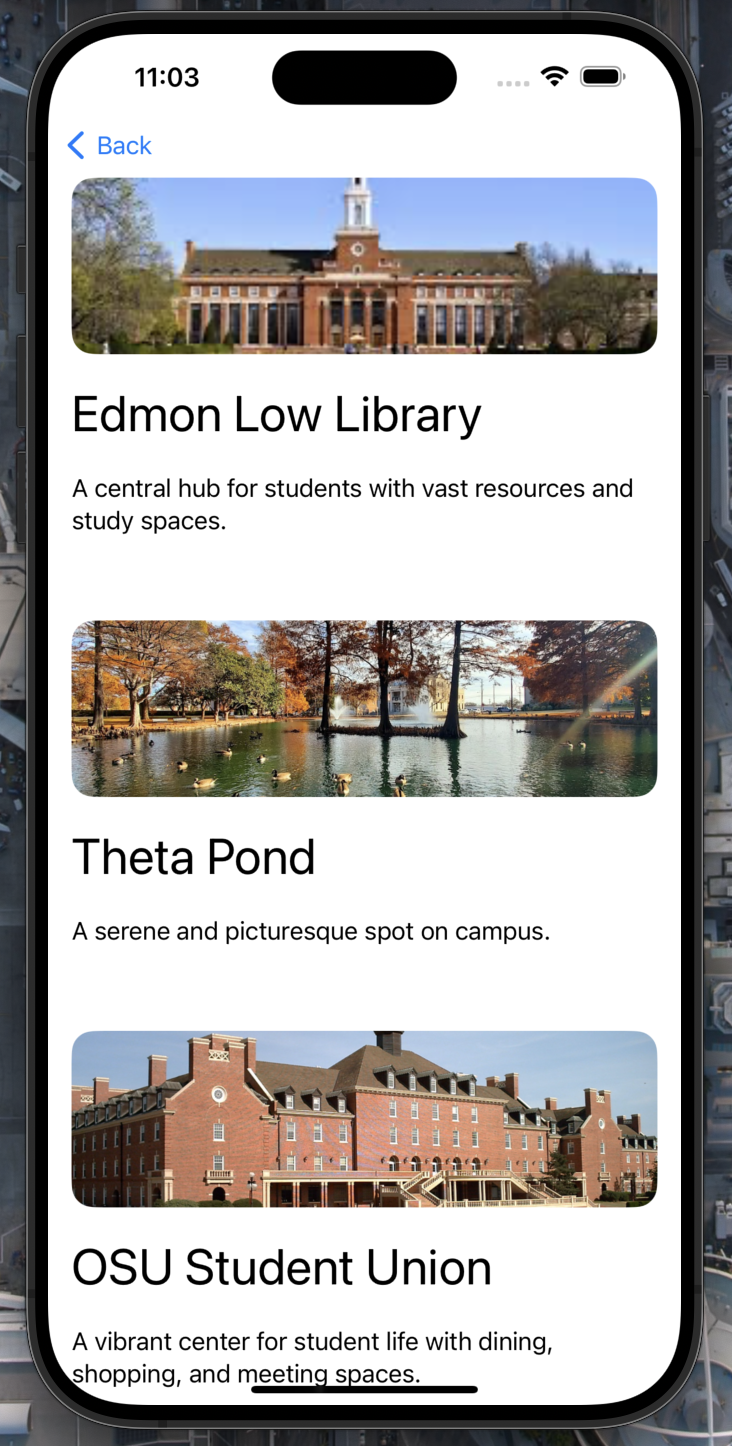 11:03
Back
Edmon Low Library
A central hub for students with vast resources and
study spaces.
Theta Pond
A serene and picturesque spot on campus.
OSU Student Union
A vibrant center for student life with dining,
shopping, and meeting spaces.